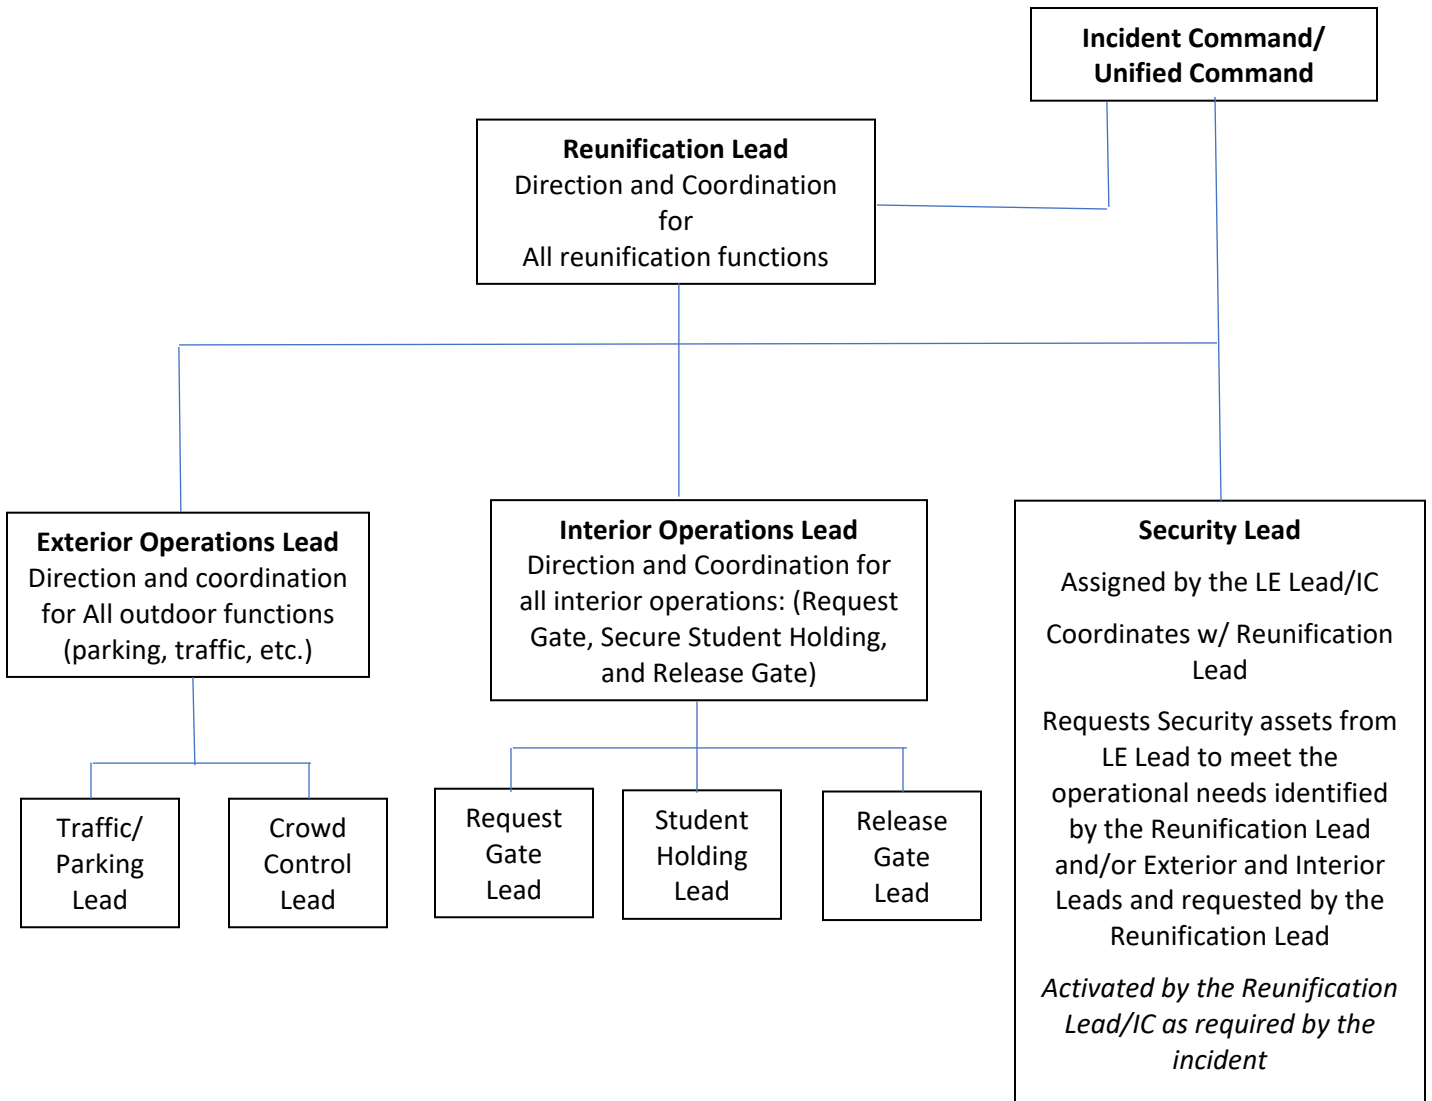 Incident Command/
Unified Command
Reunification Lead
Direction and Coordination
for
All reunification functions
Exterior Operations Lead
Direction and coordination
for All outdoor functions
(parking, traffic, etc.)
Interior Operations Lead
Direction and Coordination for
all interior operations: (Request
Gate, Secure Student Holding,
and Release Gate)
Security Lead
Assigned by the LE Lead/IC
Coordinates w/ Reunification
Lead
Requests Security assets from
LE Lead to meet the
operational needs identified
by the Reunification Lead
and/or Exterior and Interior
Leads and requested by the
Reunification Lead
Activated by the Reunification
Lead/IC as required by the
incident
Traffic/
Parking
Lead
Crowd
Control
Lead
Request
Gate
Lead
Student
Holding
Lead
Release
Gate
Lead